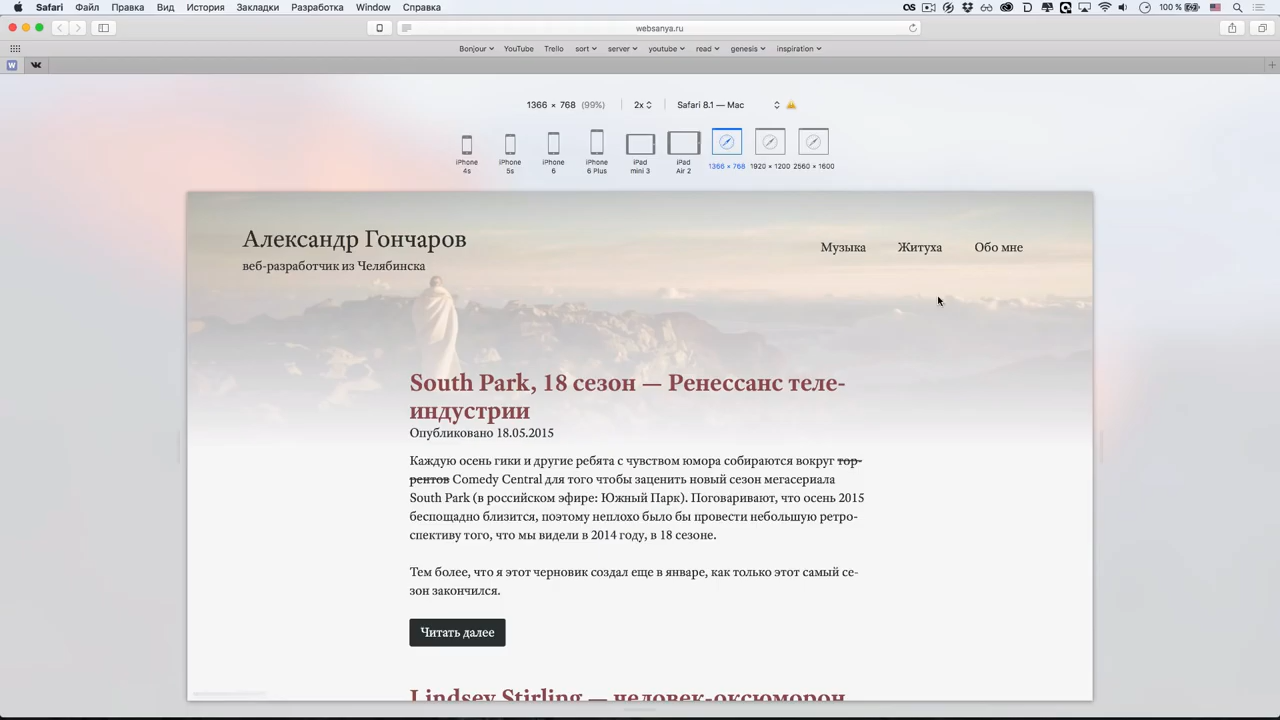 Safari Файл Правка Вид История Закладки Разработка Window Справка 100 %
websanya.ru
Bonjour YouTube Trello sort server youtube read genesis inspiration
W
1366 × 768 (99%) 2x Safari 8.1 — Mac
iPhone 4s
iPhone 5s
iPhone 6
iPhone 6 Plus
iPad mini 3
iPad Air 2
1366 × 768
1920 × 1200
2560 × 1600
Александр Гончаров
веб-разработчик из Челябинска
Музыка Житуха Обо мне
South Park, 18 сезон — Ренессанс теле-
индустрии
Опубликовано 18.05.2015
Каждую осень гики и другие ребята с чувством юмора собираются вокруг тор-
рентов Comedy Central для того чтобы заценить новый сезон мегасериала
South Park (в российском эфире: Южный Парк). Поговаривают, что осень 2015
беспощадно близится, поэтому неплохо было бы провести небольшую ретро-
спективу того, что мы видели в 2014 году, в 18 сезоне.
Тем более, что я этот черновик создал еще в январе, как только этот самый се-
зон закончился.
Читать далее
Lindsey Stirling — человек-оксюморон